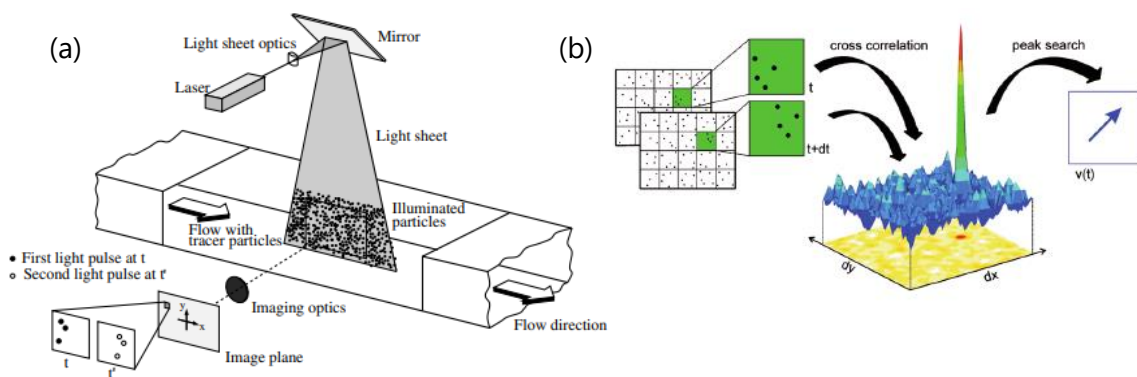 (a)
Light sheet optics
Mirror
Laser
Light sheet
Illuminated
particles
Flow with
tracer particles
• First light pulse at t
○ Second light pulse at t'
Imaging optics
Flow direction
y
x
Image plane
t
t'
(b)
cross correlation
peak search
t
t+dt
v(t)
dy
dx